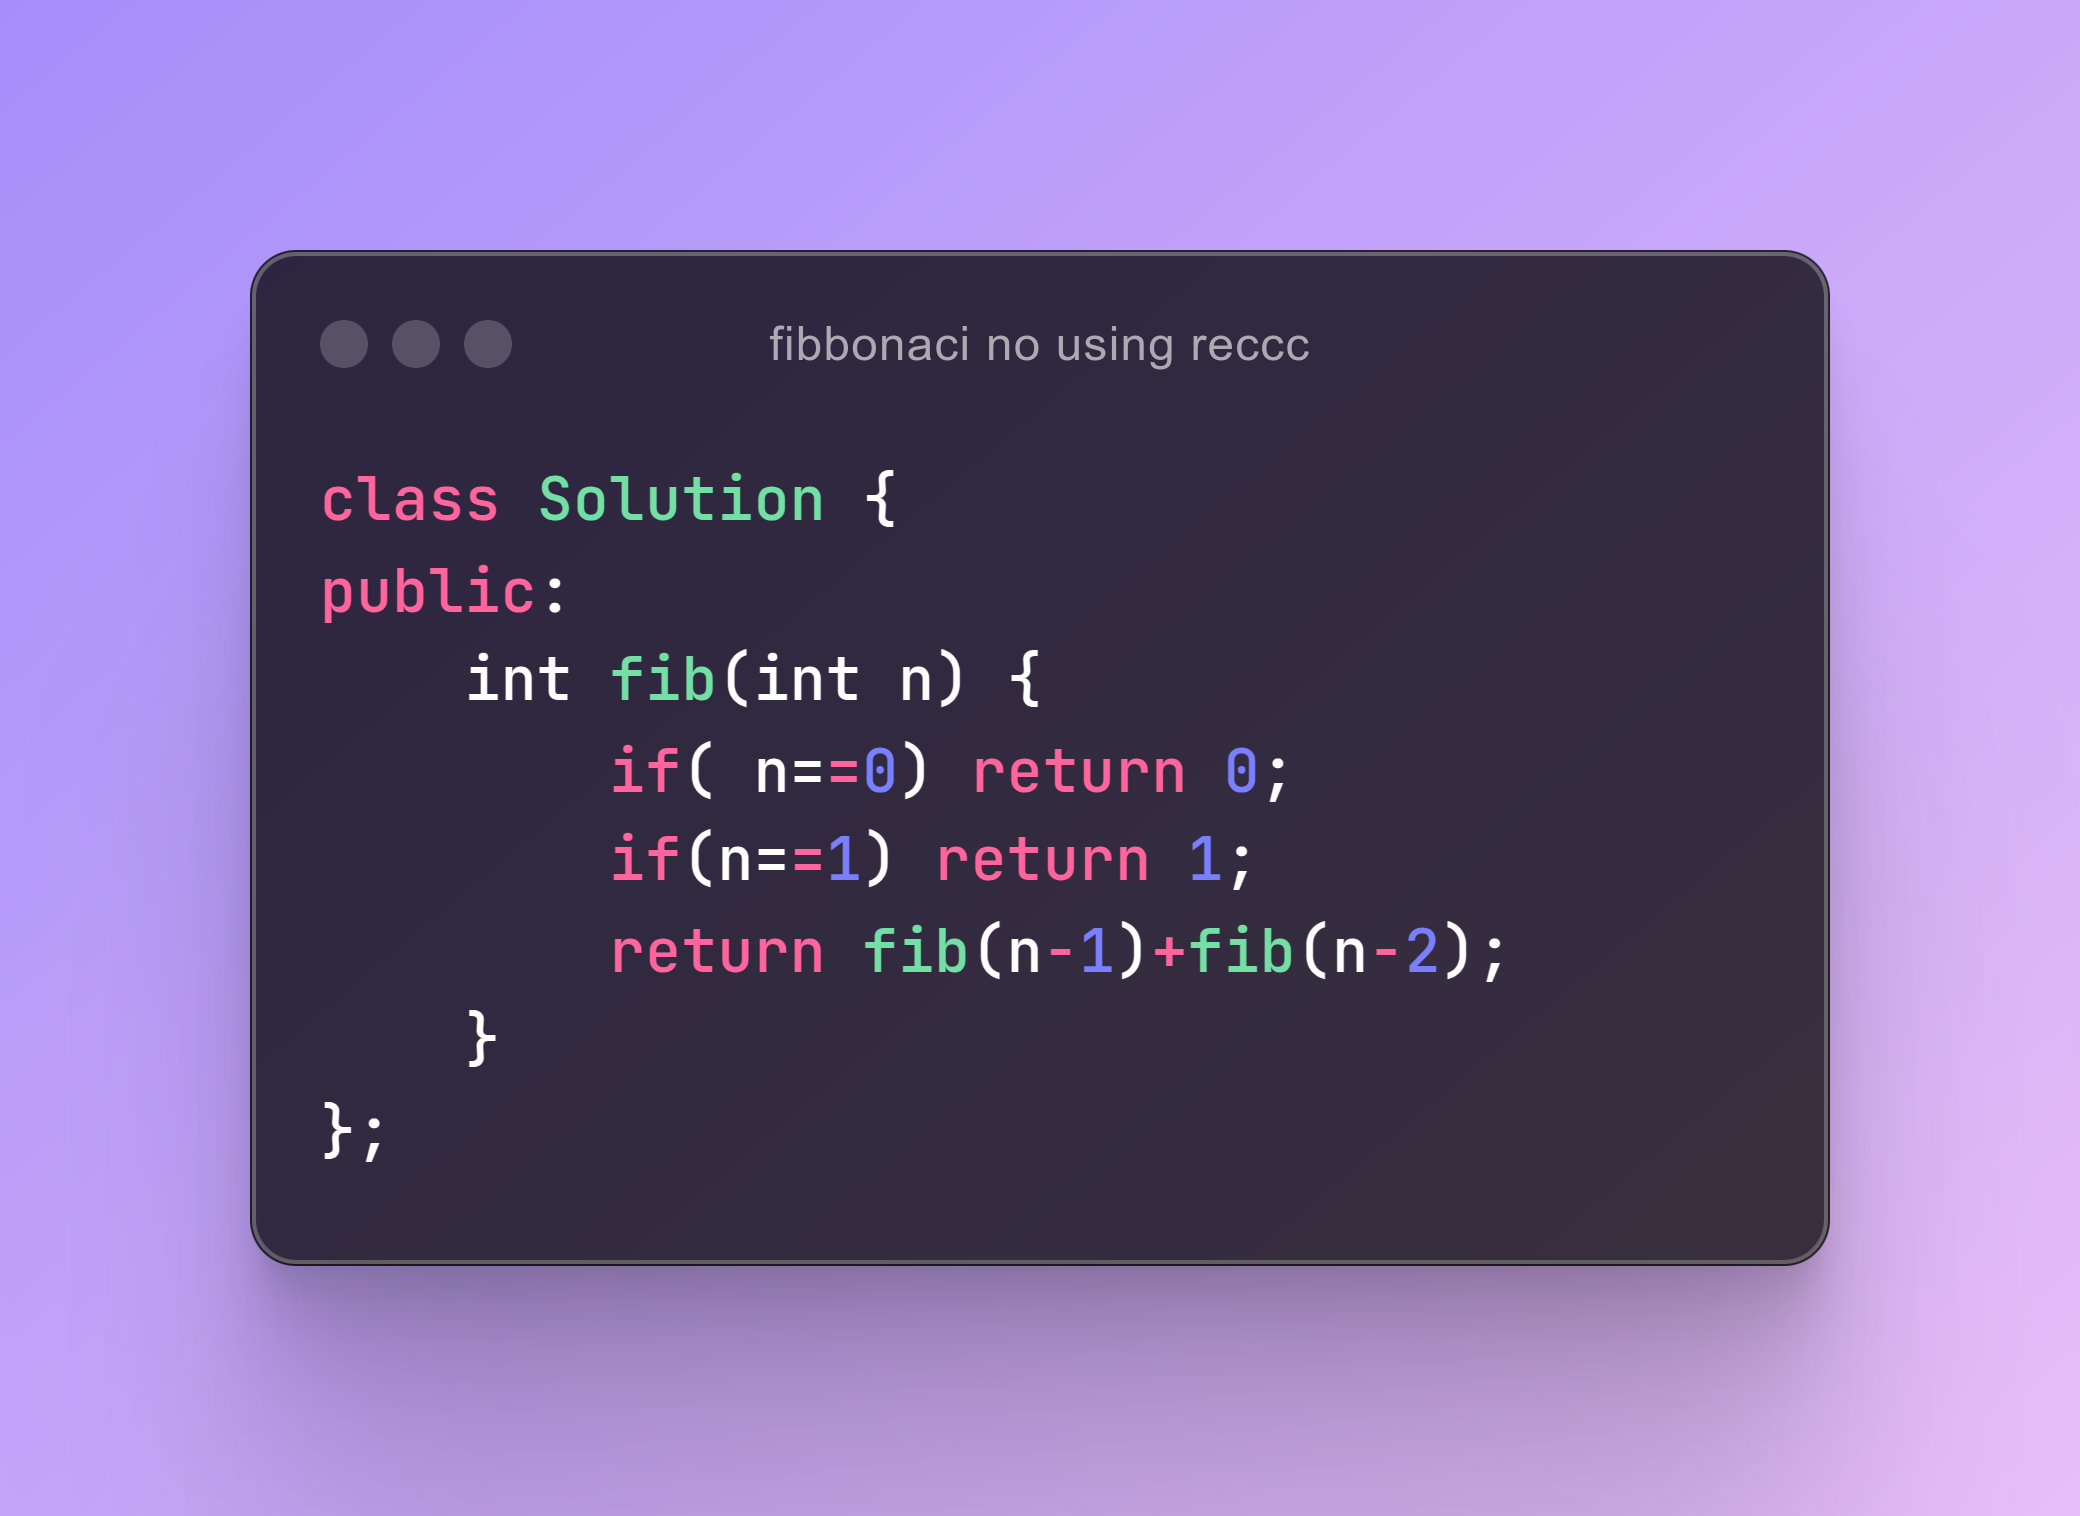 fibbonaci no using reccc
class Solution {
public:
    int fib(int n) {
        if( n==0) return 0;
        if(n==1) return 1;
        return fib(n-1)+fib(n-2);
    }
};